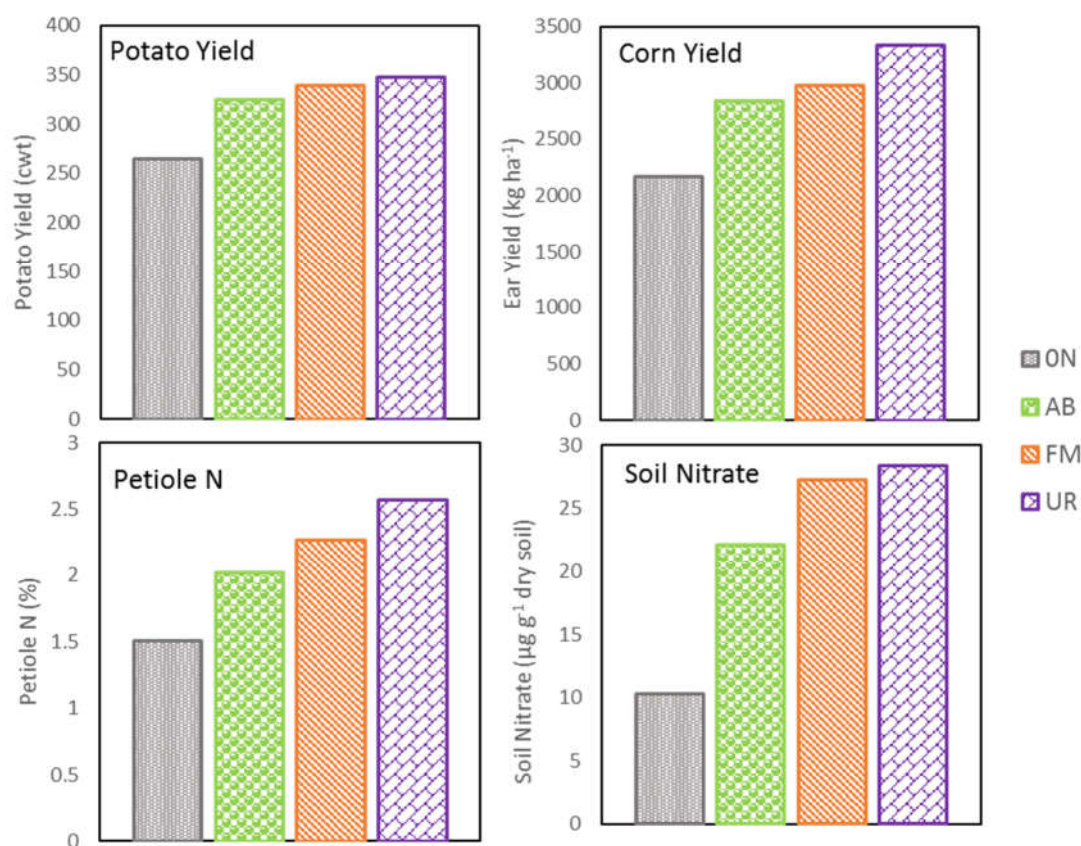 Potato Yield
Potato Yield (cwt)
400
350
300
250
200
150
100
50
0
Corn Yield
Ear Yield (kg ha⁻¹)
3500
3000
2500
2000
1500
1000
500
0
Petiole N
Petiole N (%)
3
2.5
2
1.5
1
0.5
0
Soil Nitrate
Soil Nitrate (µg g⁻¹ dry soil)
30
25
20
15
10
5
0
0N
AB
FM
UR